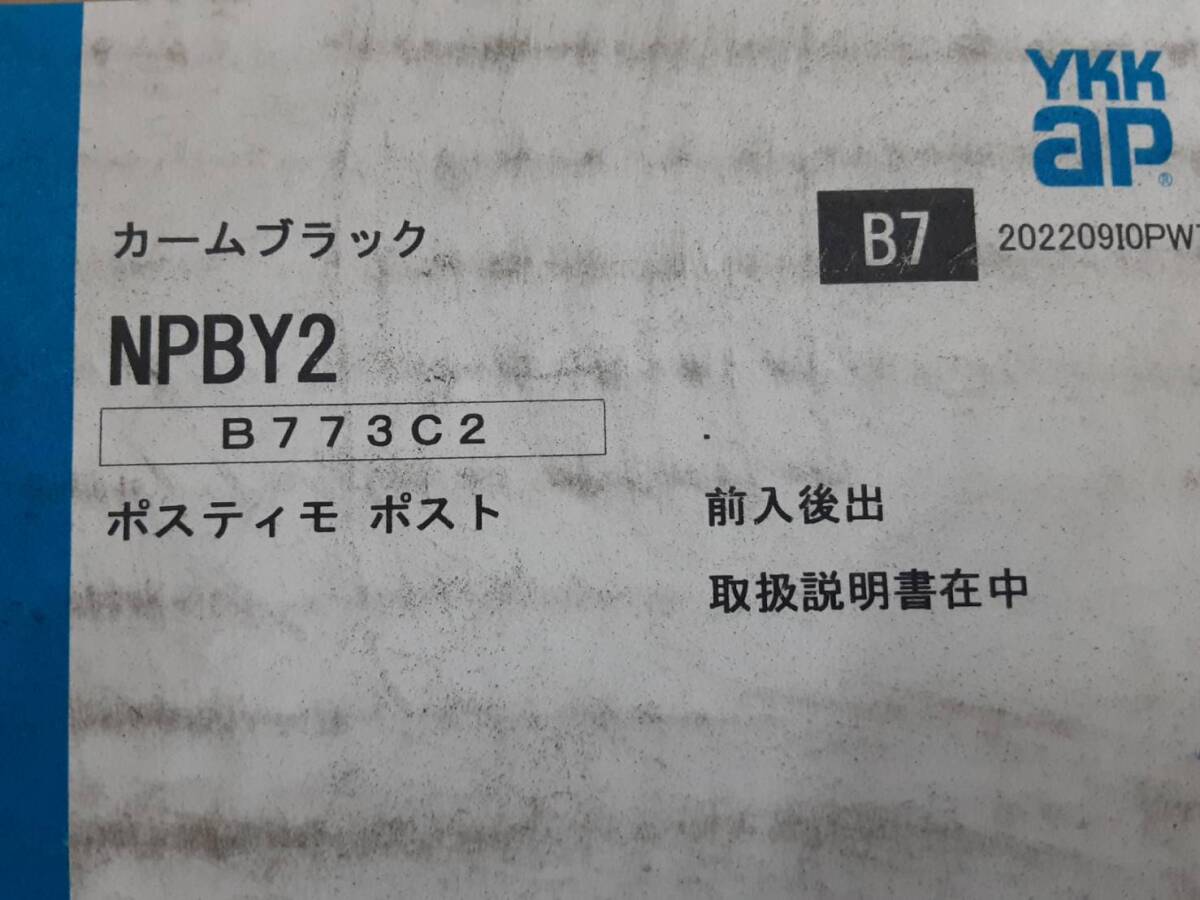 YKK
ap®
カームブラック
B7
202209I0PW
NPBY2
B773C2
ポスティモ ポスト
前入後出
取扱説明書在中